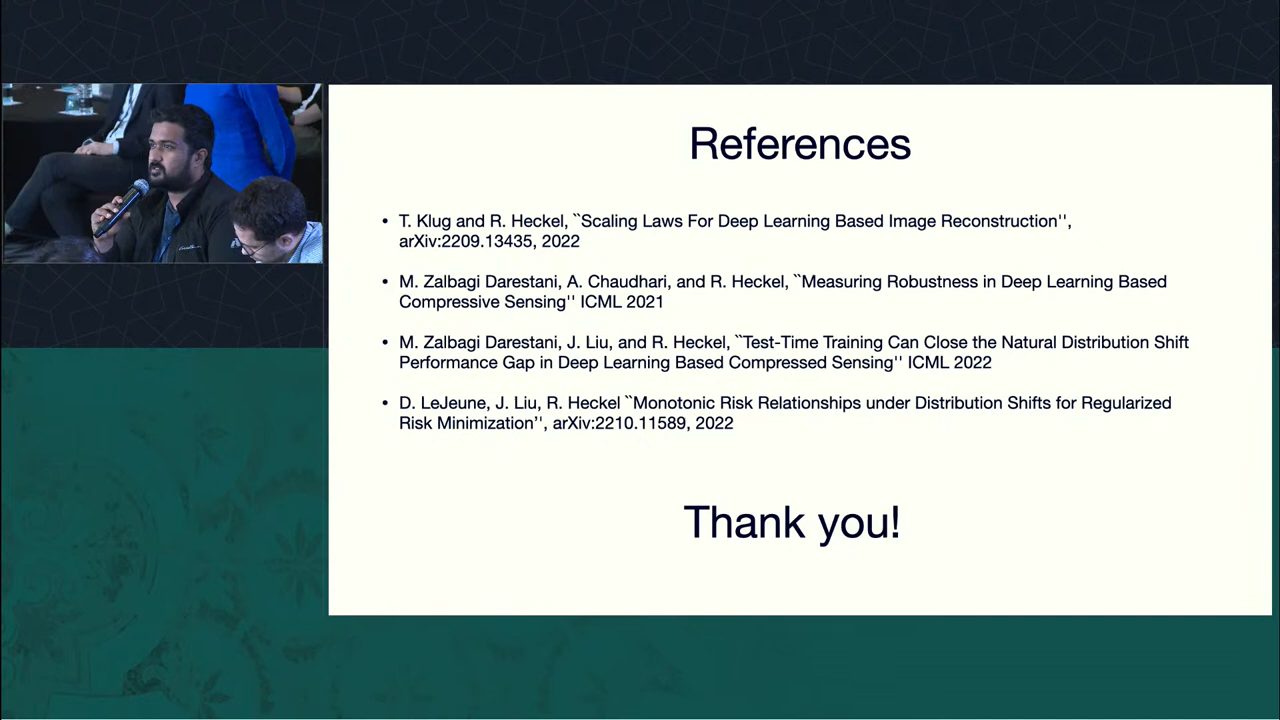 References
• T. Klug and R. Heckel, ``Scaling Laws For Deep Learning Based Image Reconstruction'',
arXiv:2209.13435, 2022
• M. Zalbagi Darestani, A. Chaudhari, and R. Heckel, ``Measuring Robustness in Deep Learning Based
Compressive Sensing'' ICML 2021
• M. Zalbagi Darestani, J. Liu, and R. Heckel, ``Test-Time Training Can Close the Natural Distribution Shift
Performance Gap in Deep Learning Based Compressed Sensing'' ICML 2022
• D. LeJeune, J. Liu, R. Heckel ``Monotonic Risk Relationships under Distribution Shifts for Regularized
Risk Minimization’', arXiv:2210.11589, 2022
Thank you!